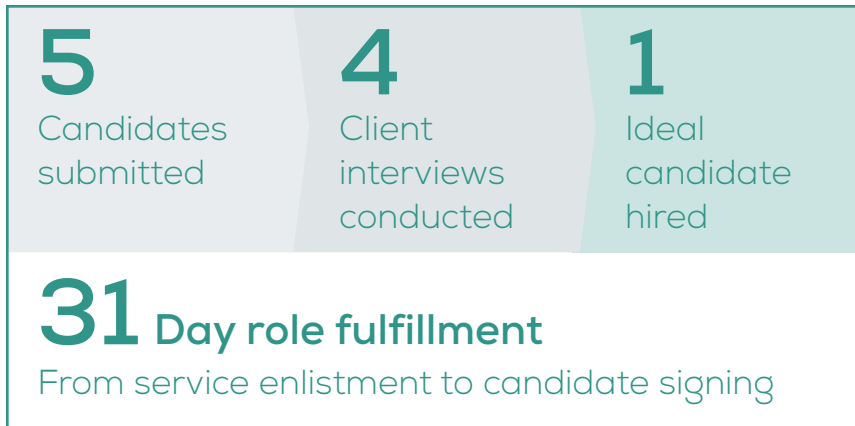 5
Candidates
submitted
4
Client
interviews
conducted
1
Ideal
candidate
hired
31 Day role fulfillment
From service enlistment to candidate signing